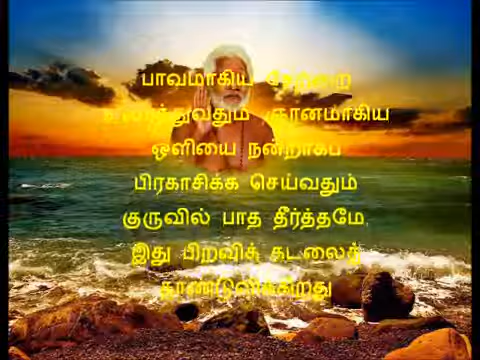 பாவமாகிய சேற்றை
உலர்த்துவதும் ஞானமாகிய
ஒளியை நன்றாகப்
பிரகாசிக்க செய்வதும்
குருவில் பாத தீர்த்தமே,
இது பிறவிக் கடலைத்
தாண்டுவிக்கிறது